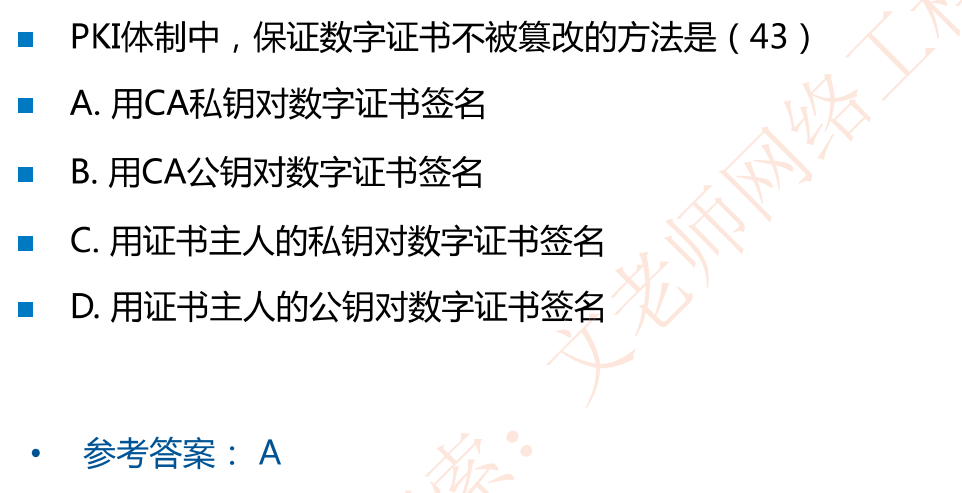 PKI体制中，保证数字证书不被篡改的方法是（43）
A. 用CA私钥对数字证书签名
B. 用CA公钥对数字证书签名
C. 用证书主人的私钥对数字证书签名
D. 用证书主人的公钥对数字证书签名
参考答案： A
索：文老师网络工程